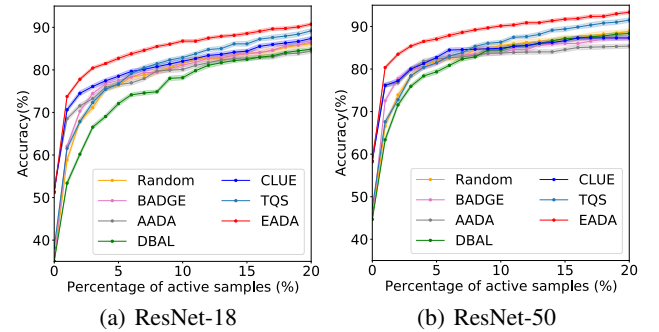 Accuracy(%)
90
80
70
60
50
40
Random
BADGE
AADA
DBAL
CLUE
TQS
EADA
0 5 10 15 20
Percentage of active samples (%)
(a) ResNet-18
Accuracy(%)
90
80
70
60
50
40
Random
BADGE
AADA
DBAL
CLUE
TQS
EADA
0 5 10 15 20
Percentage of active samples (%)
(b) ResNet-50